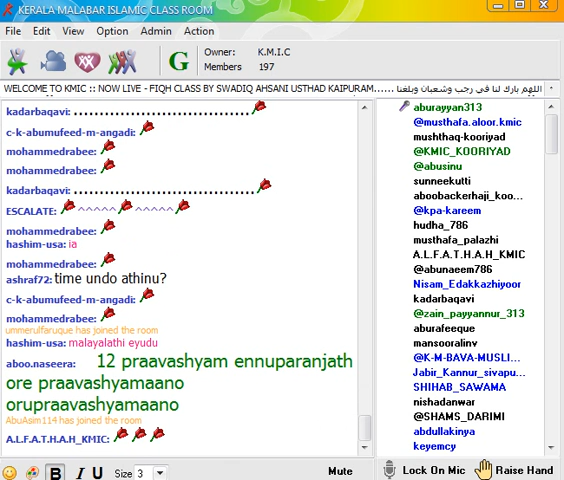 KERALA MALABAR ISLAMIC CLASS ROOM
File Edit View Option Admin Action
G Owner: K.M.I.C
Members 197
WELCOME TO KMIC :: NOW LIVE - FIQH CLASS BY SWADIQ AHSANI USTHAD KAIPURAM...... اللهم بارك لنا في رجب وشعبان وبلغنا
kadarbaqavi: ...................................
c-k-abumufeed-m-angadi:
mohammedrabee:
mohammedrabee:
kadarbaqavi: ...................................
ESCALATE: ^^^^^ ^^^^^
mohammedrabee:
hashim-usa: ia
mohammedrabee:
ashraf72: time undo athinu?
c-k-abumufeed-m-angadi:
mohammedrabee:
ummerulfaruque has joined the room
hashim-usa: malayalathi eyudu
aboo.naseera: 12 praavashyam ennuparanjath
ore praavashyamaano
orupraavashyamaano
AbuAsim114 has joined the room
A.L.F.A.T.H.A.H_KMIC:
aburayyan313
@musthafa.aloor.kmic
mushthaq-kooriyad
@KMIC_KOORIYAD
@abusinu
sunneekutti
aboobackerhaji_koo...
@kpa-kareem
hudha_786
musthafa_palazhi
A.L.F.A.T.H.A.H_KMIC
@abunaeem786
Nisam_Edakkazhiyoor
kadarbaqavi
@zain_payyannur_313
aburafeeque
mansooralinv
@K-M-BAVA-MUSLI...
Jabir_Kannur_sivapu...
SHIHAB_SAWAMA
nishadanwar
@SHAMS_DARIMI
abdullakinya
keyemcy
B I U Size 3 Mute Lock On Mic Raise Hand